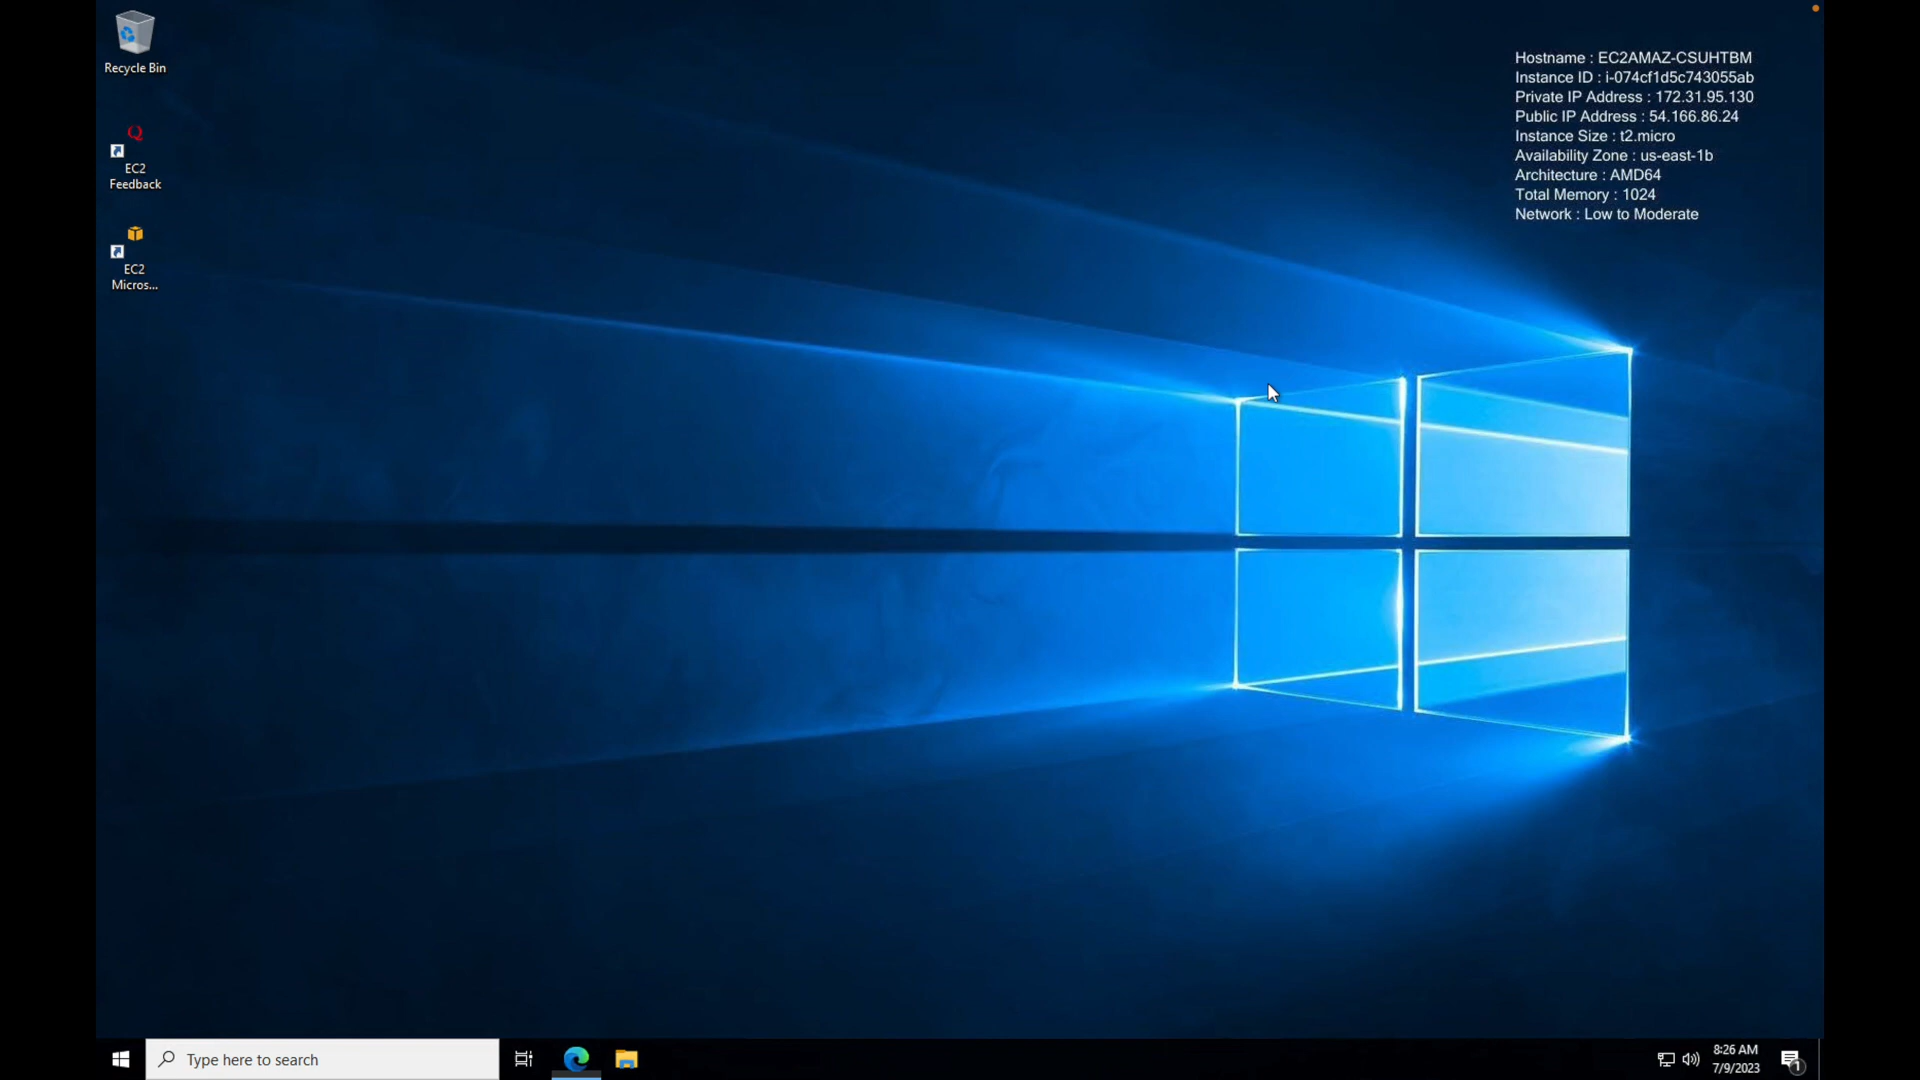 Recycle Bin
EC2
Feedback
EC2
Micros...
Hostname : EC2AMAZ-CSUHTBM
Instance ID : i-074cf1d5c743055ab
Private IP Address : 172.31.95.130
Public IP Address : 54.166.86.24
Instance Size : t2.micro
Availability Zone : us-east-1b
Architecture : AMD64
Total Memory : 1024
Network : Low to Moderate
Type here to search
8:26 AM
7/9/2023
1